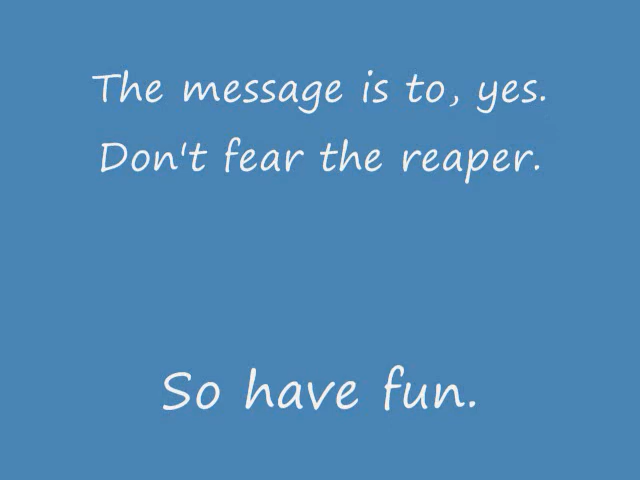 The message is to, yes.
Don't fear the reaper.
So have fun.